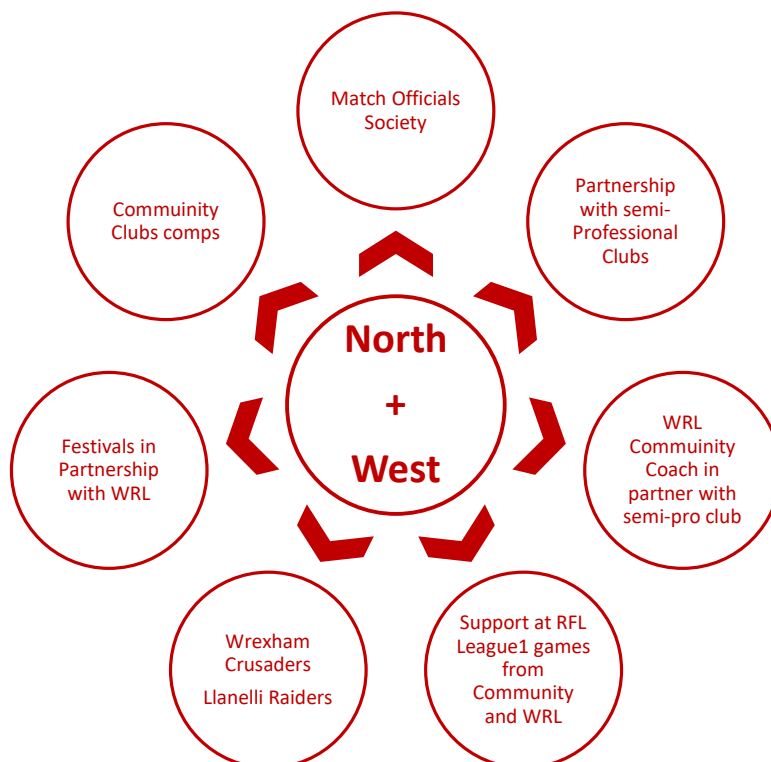 Match Officials
Society
Partnership
with semi-
Professional
Clubs
WRL
Commuinity
Coach in
partner with
semi-pro club
Support at RFL
League1 games
from
Community
and WRL
Wrexham
Crusaders
Llanelli Raiders
Festivals in
Partnership
with WRL
Commuinity
Clubs comps
North
+
West